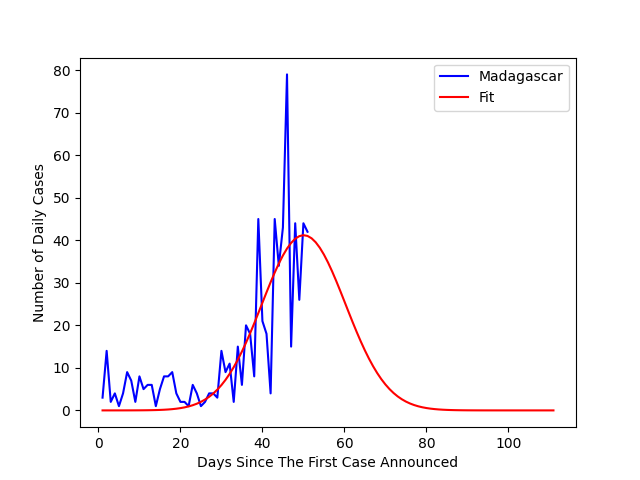 Madagascar
Fit
Number of Daily Cases
80
70
60
50
40
30
20
10
0
0 20 40 60 80 100
Days Since The First Case Announced